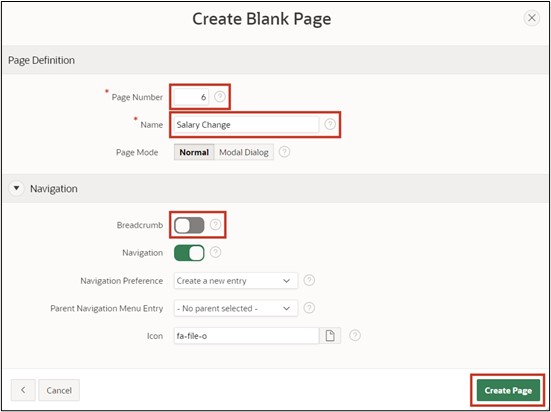 Create Blank Page
Page Definition
* Page Number 6
* Name Salary Change
Page Mode Normal Modal Dialog
Navigation
Breadcrumb
Navigation
Navigation Preference Create a new entry
Parent Navigation Menu Entry - No parent selected -
Icon fa-file-o
Cancel Create Page